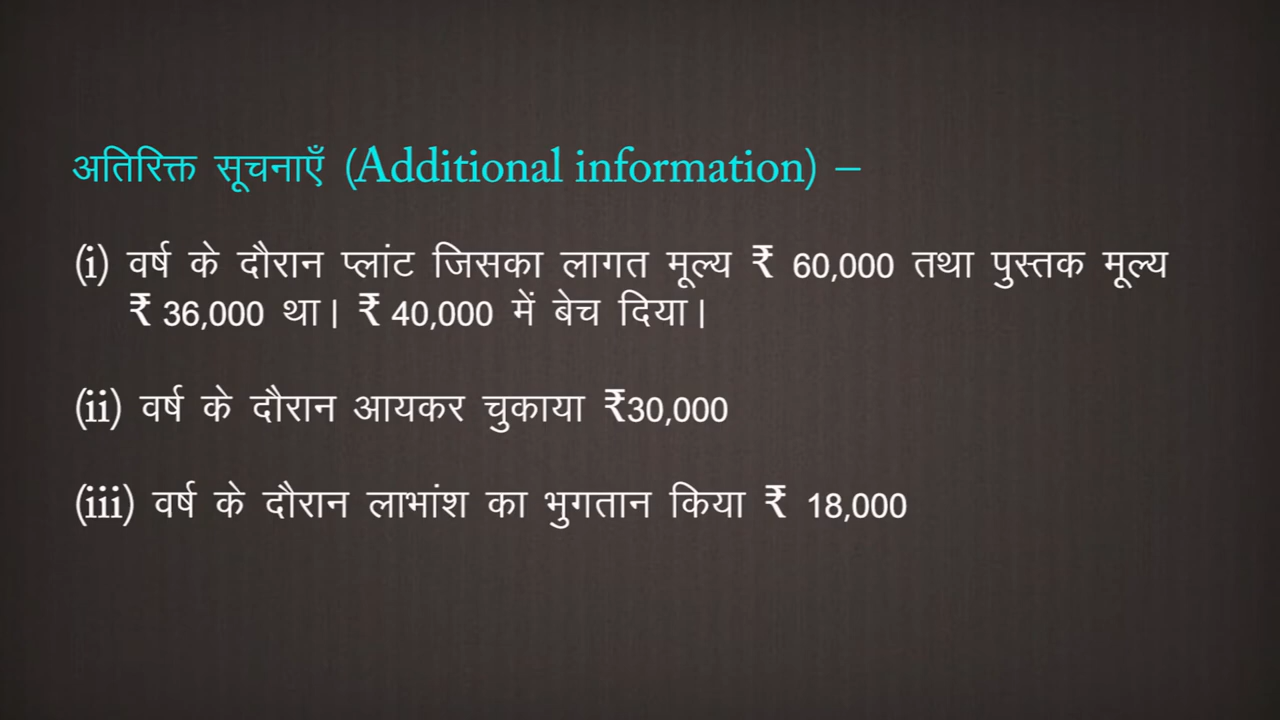 अतिरिक्त सूचनाएँ (Additional information) –
(i) वर्ष के दौरान प्लांट जिसका लागत मूल्य ₹ 60,000 तथा पुस्तक मूल्य
₹ 36,000 था। ₹ 40,000 में बेच दिया।
(ii) वर्ष के दौरान आयकर चुकाया ₹30,000
(iii) वर्ष के दौरान लाभांश का भुगतान किया ₹ 18,000